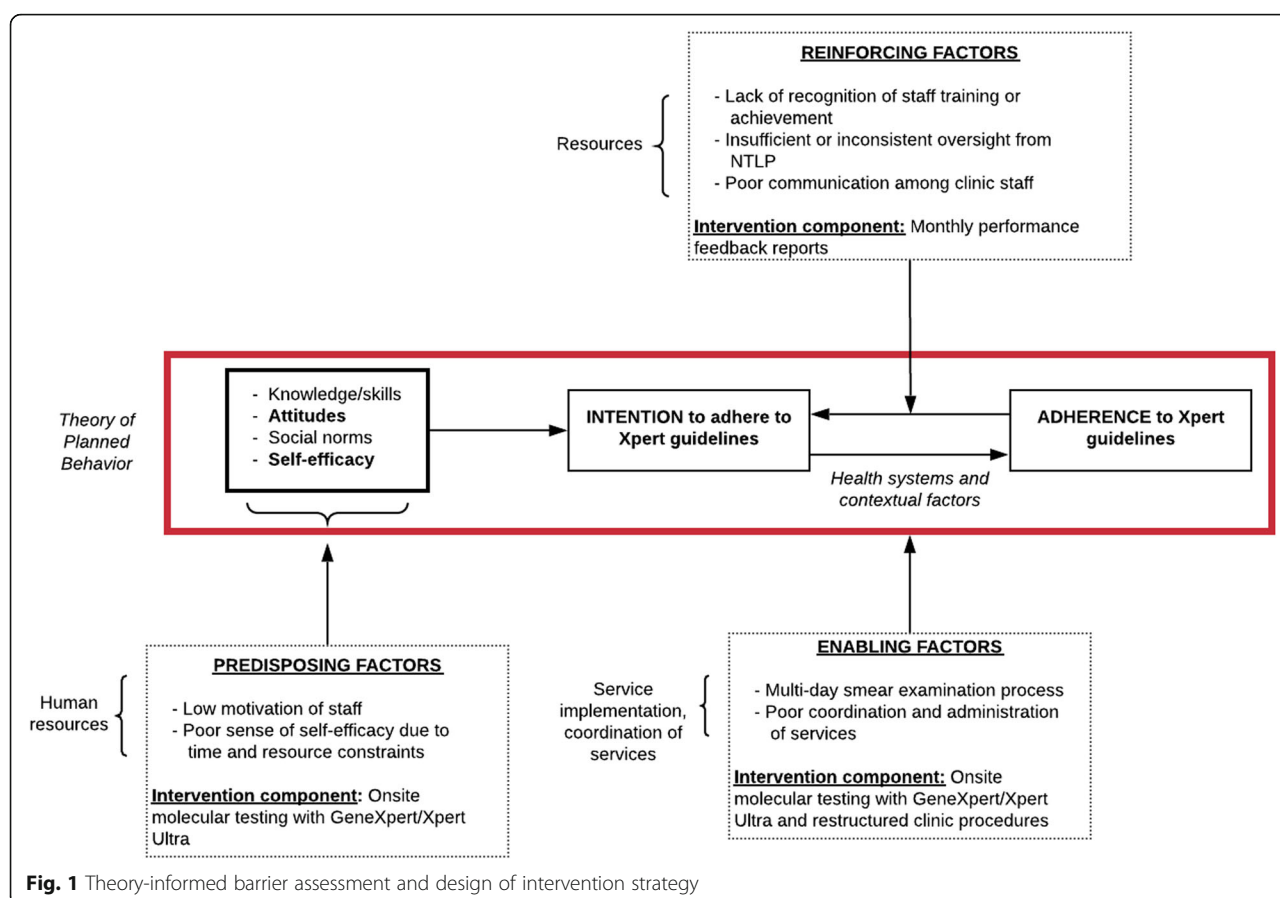 REINFORCING FACTORS
Resources
- Lack of recognition of staff training or
achievement
- Insufficient or inconsistent oversight from
NTLP
- Poor communication among clinic staff
Intervention component: Monthly performance
feedback reports
Theory of
Planned
Behavior
- Knowledge/skills
- Attitudes
- Social norms
- Self-efficacy
INTENTION to adhere to
Xpert guidelines
ADHERENCE to Xpert
guidelines
Health systems and
contextual factors
Human
resources
PREDISPOSING FACTORS
- Low motivation of staff
- Poor sense of self-efficacy due to
time and resource constraints
Intervention component: Onsite
molecular testing with GeneXpert/Xpert
Ultra
Service
implementation,
coordination of
services
ENABLING FACTORS
- Multi-day smear examination process
- Poor coordination and administration
of services
Intervention component: Onsite
molecular testing with GeneXpert/Xpert
Ultra and restructured clinic procedures
Fig. 1 Theory-informed barrier assessment and design of intervention strategy